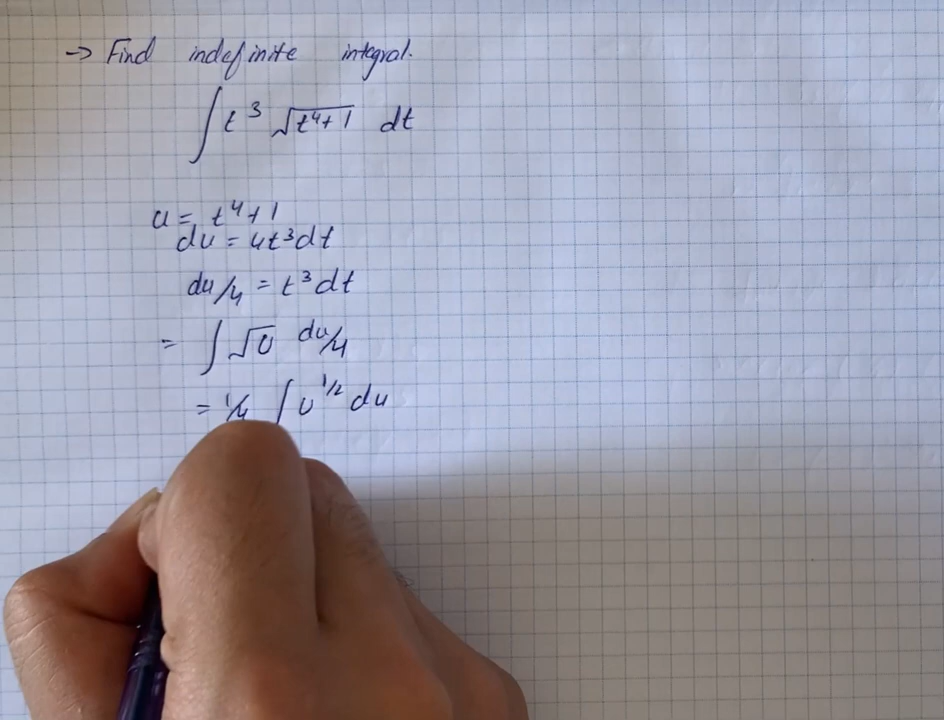 → Find indefinite integral.
∫ t³ √t⁴+1 dt
u = t⁴+1
du = 4t³dt
du/4 = t³dt
= ∫ √u du/4
= 1/4 ∫ u^1/2 du